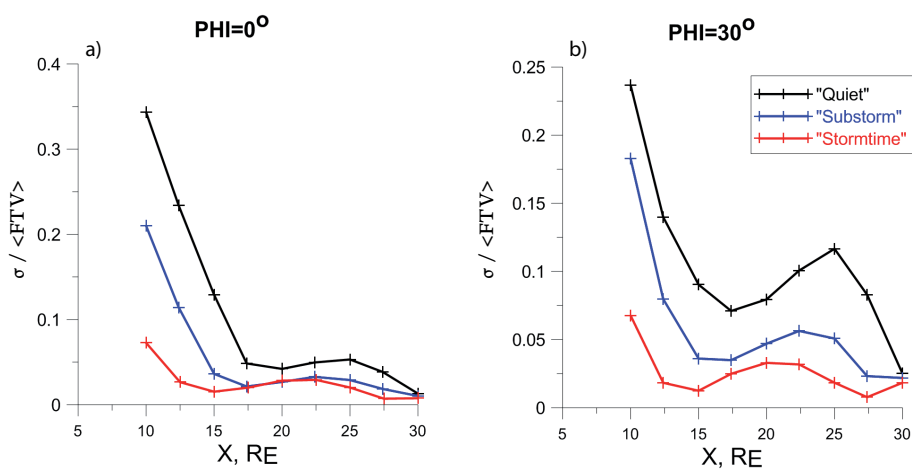 PHI=0O
a)
0.4
0.3
0.2
0.1
0
σ / <FTV>
5
10
15
20
25
30
X, RE
PHI=30O
b)
0.25
0.2
0.15
0.1
0.05
0
σ / <FTV>
5
10
15
20
25
30
X, RE
"Quiet"
"Substorm"
"Stormtime"